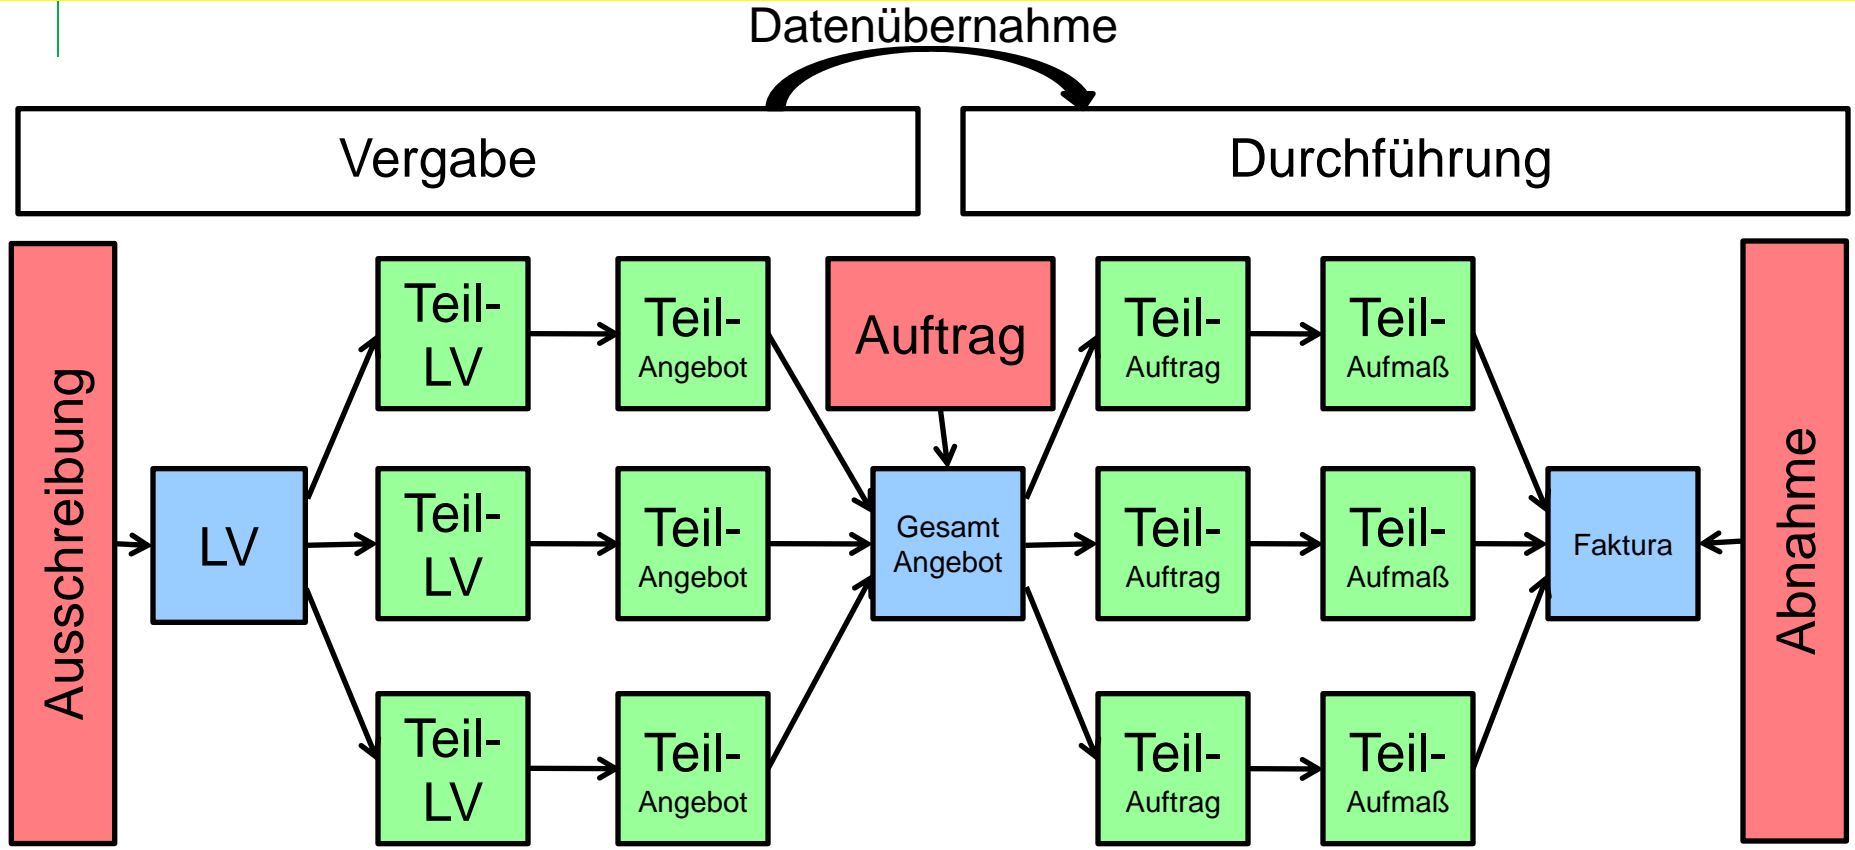 Datenübernahme
Vergabe
Durchführung
Ausschreibung
LV
Teil-
LV
Teil-
Angebot
Teil-
LV
Teil-
Angebot
Teil-
LV
Teil-
Angebot
Auftrag
Gesamt
Angebot
Teil-
Auftrag
Teil-
Aufmaß
Teil-
Auftrag
Teil-
Aufmaß
Teil-
Auftrag
Teil-
Aufmaß
Faktura
Abnahme